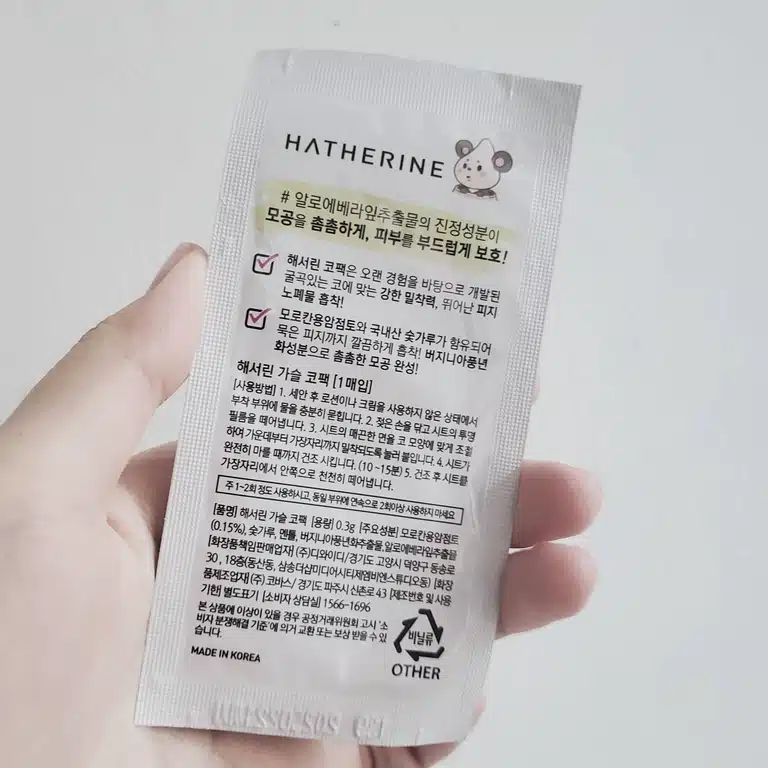 HATHERINE
# 알로에베라잎추출물의 진정성분이
모공을 촘촘하게, 피부를 부드럽게 보호!
해서린 코팩은 오랜 경험을 바탕으로 개발된
굴곡있는 코에 맞는 강한 밀착력, 뛰어난 피지
노폐물 흡착!
모로칸용암점토와 국내산 숯가루가 함유되어
묵은 피지까지 깔끔하게 흡착! 버지니아풍년
화성분으로 촘촘한 모공 완성!
해서린 가슬 코팩 [1매입]
[사용방법] 1. 세안 후 로션이나 크림을 사용하지 않은 상태에서
부착 부위에 물을 충분히 묻힙니다. 2. 젖은 손을 닦고 시트의 투명
필름을 떼어냅니다. 3. 시트의 매끈한 면을 코 모양에 맞게 조절
하여 가운데부터 가장자리까지 밀착되도록 눌러 붙입니다. 4. 시트가
완전히 마를 때까지 건조 시킵니다. (10~15분) 5. 건조 후 시트를
가장자리에서 안쪽으로 천천히 떼어냅니다.
주 1~2회 정도 사용하시고, 동일 부위에 연속으로 2회이상 사용하지 마세요
[품명] 해서린 가슬 코팩 [용량] 0.3g [주요성분] 모로칸용암점토
(0.15%), 숯가루, 멘톨, 버지니아풍년화추출물,알로에베라잎추출물
[화장품책임판매업자] (주)디와이디/경기도 고양시 덕양구 동송로
30, 18층(동산동, 삼송더샵미디어시티제엠비엔스튜디오동) [화장
품제조업자] (주) 코바스/ 경기도 파주시 신촌로 43 [제조번호 및 사용
기한] 별도표기 [소비자 상담실] 1566-1696
본 상품에 이상이 있을 경우 공정거래위원회 고시 '소
비자 분쟁해결 기준'에 의거 교환 또는 보상 받을 수 있
습니다.
비닐류
OTHER
MADE IN KOREA